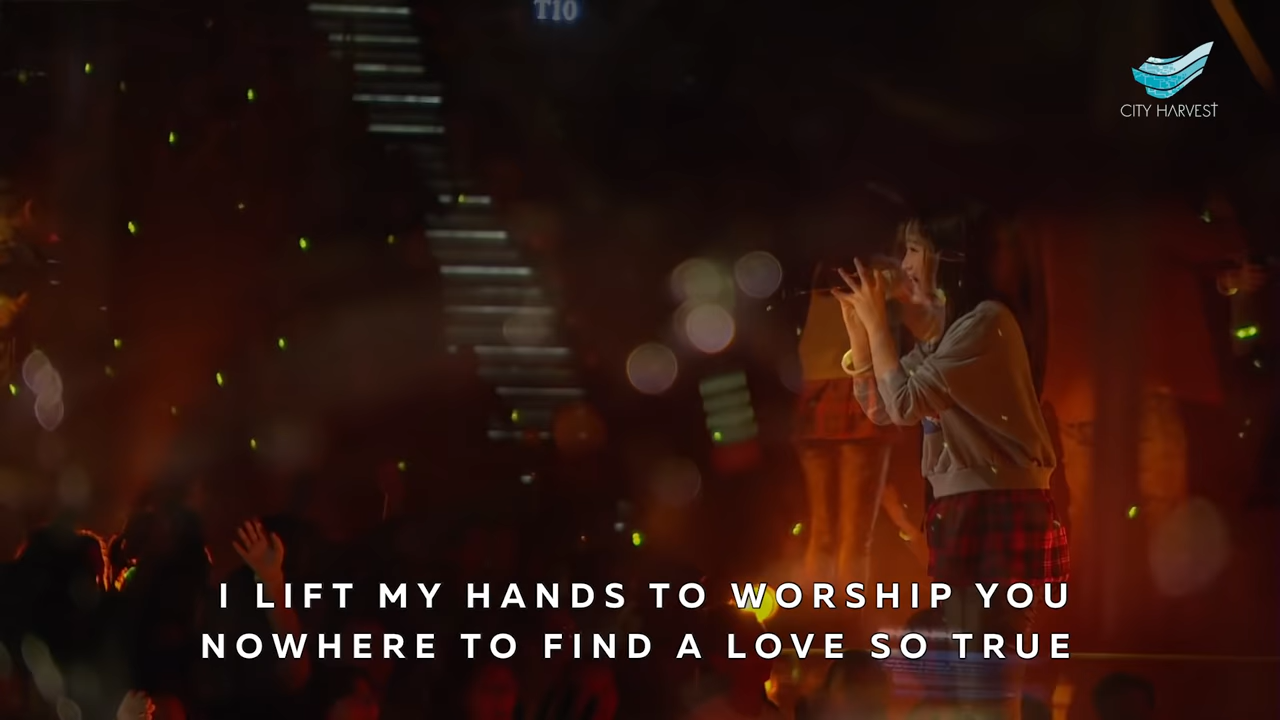 T10
CITY HARVEST
I LIFT MY HANDS TO WORSHIP YOU
NOWHERE TO FIND A LOVE SO TRUE